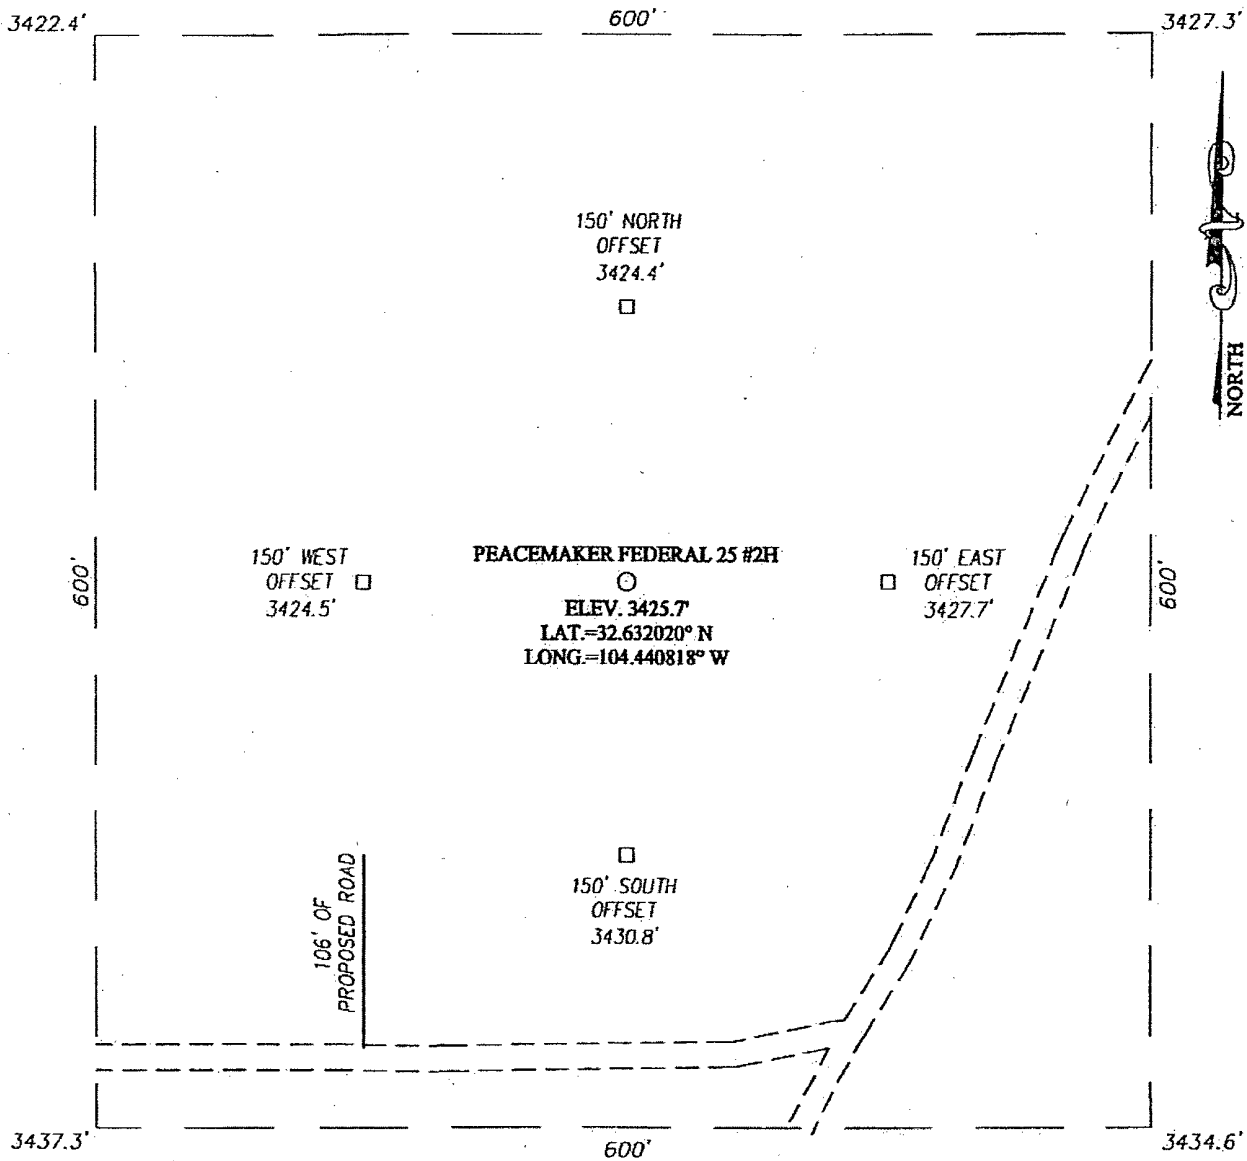 3422.4'
600'
3427.3'
150' NORTH
OFFSET
3424.4'
NORTH
600'
150' WEST
OFFSET
3424.5'
PEACEMAKER FEDERAL 25 #2H
ELEV. 3425.7'
LAT.=32.632020° N
LONG.=104.440818° W
150' EAST
OFFSET
3427.7'
600'
150' SOUTH
OFFSET
3430.8'
106' OF
PROPOSED ROAD
3437.3'
600'
3434.6'